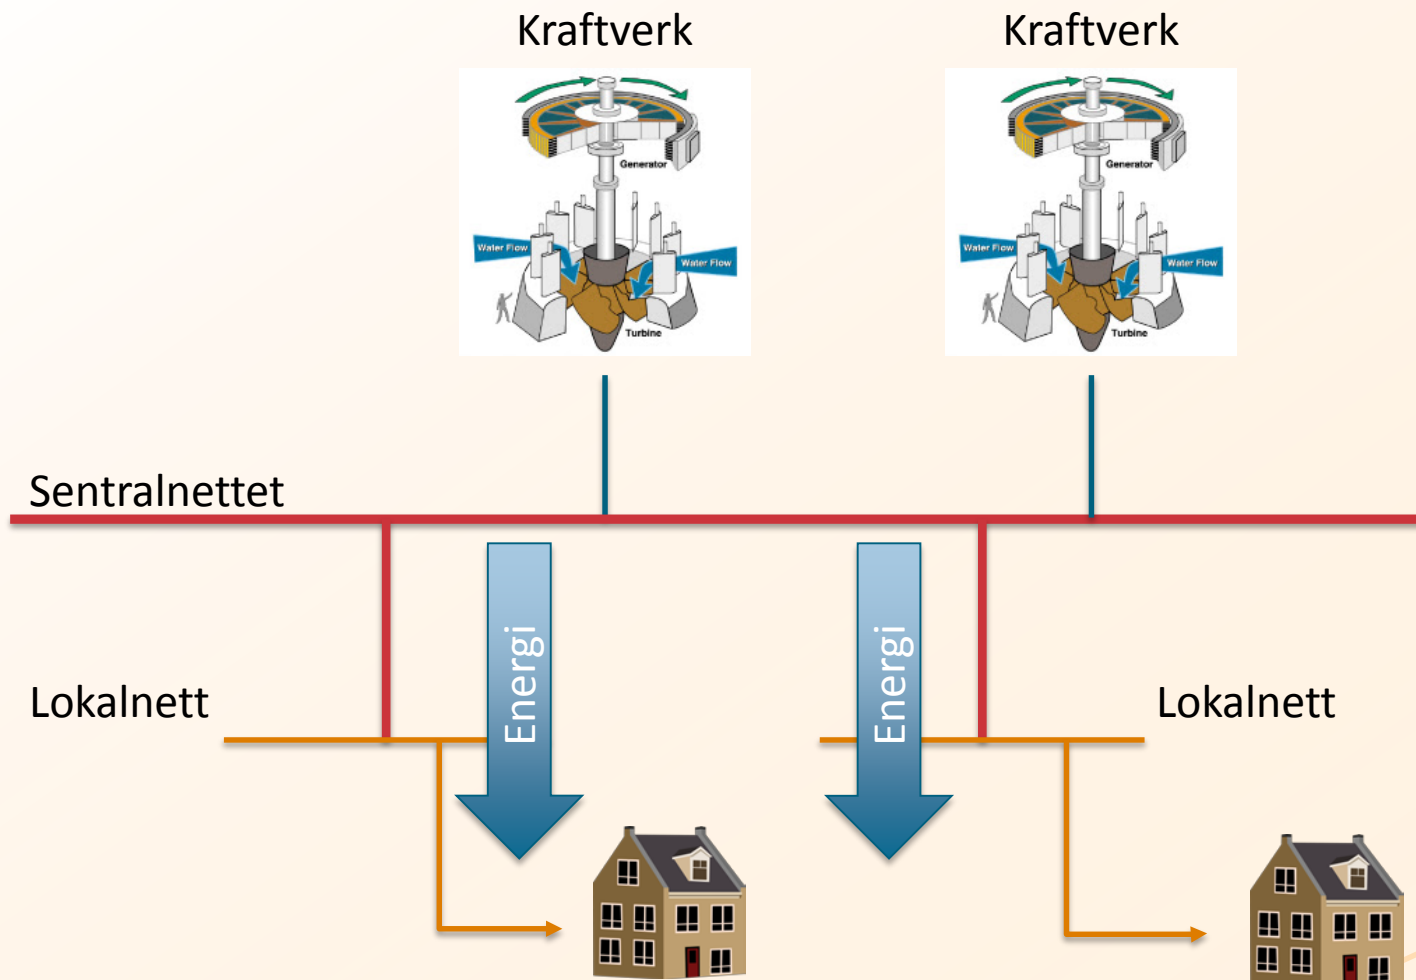 Kraftverk
Kraftverk
Generator
Generator
Water Flow
Water Flow
Water Flow
Water Flow
Turbine
Turbine
Sentralnettet
Energi
Energi
Lokalnett
Lokalnett